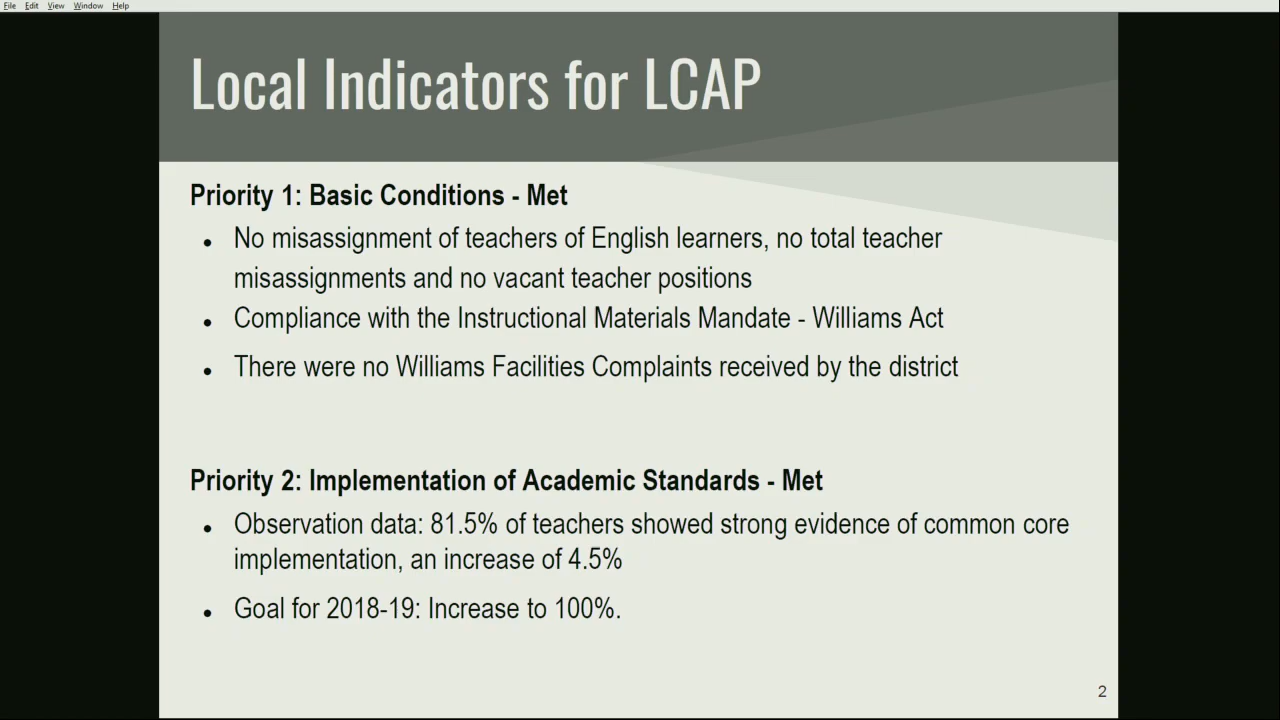 File Edit View Window Help
Local Indicators for LCAP
Priority 1: Basic Conditions - Met
• No misassignment of teachers of English learners, no total teacher
misassignments and no vacant teacher positions
• Compliance with the Instructional Materials Mandate - Williams Act
• There were no Williams Facilities Complaints received by the district
Priority 2: Implementation of Academic Standards - Met
• Observation data: 81.5% of teachers showed strong evidence of common core
implementation, an increase of 4.5%
• Goal for 2018-19: Increase to 100%.
2